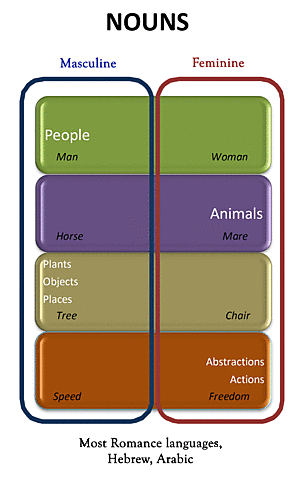 NOUNS
Masculine Feminine
People
Man Woman
Animals
Horse Mare
Plants
Objects
Places
Tree Chair
Abstractions
Actions
Speed Freedom
Most Romance languages,
Hebrew, Arabic